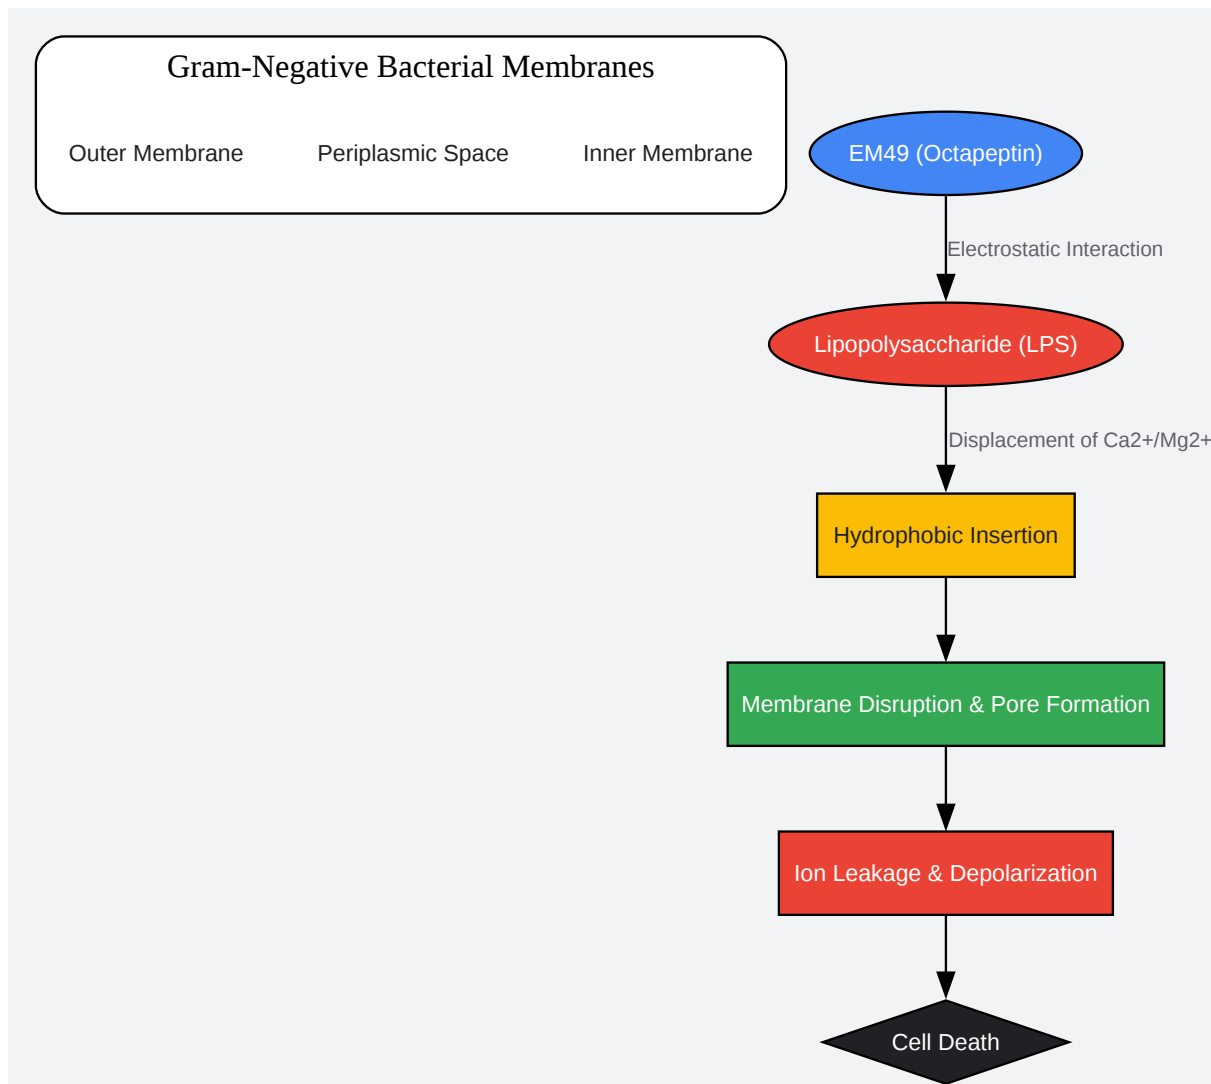 Gram-Negative Bacterial Membranes
Outer Membrane
Periplasmic Space
Inner Membrane
EM49 (Octapeptin)
Electrostatic Interaction
Lipopolysaccharide (LPS)
Displacement of Ca2+/Mg2+
Hydrophobic Insertion
Membrane Disruption & Pore Formation
Ion Leakage & Depolarization
Cell Death